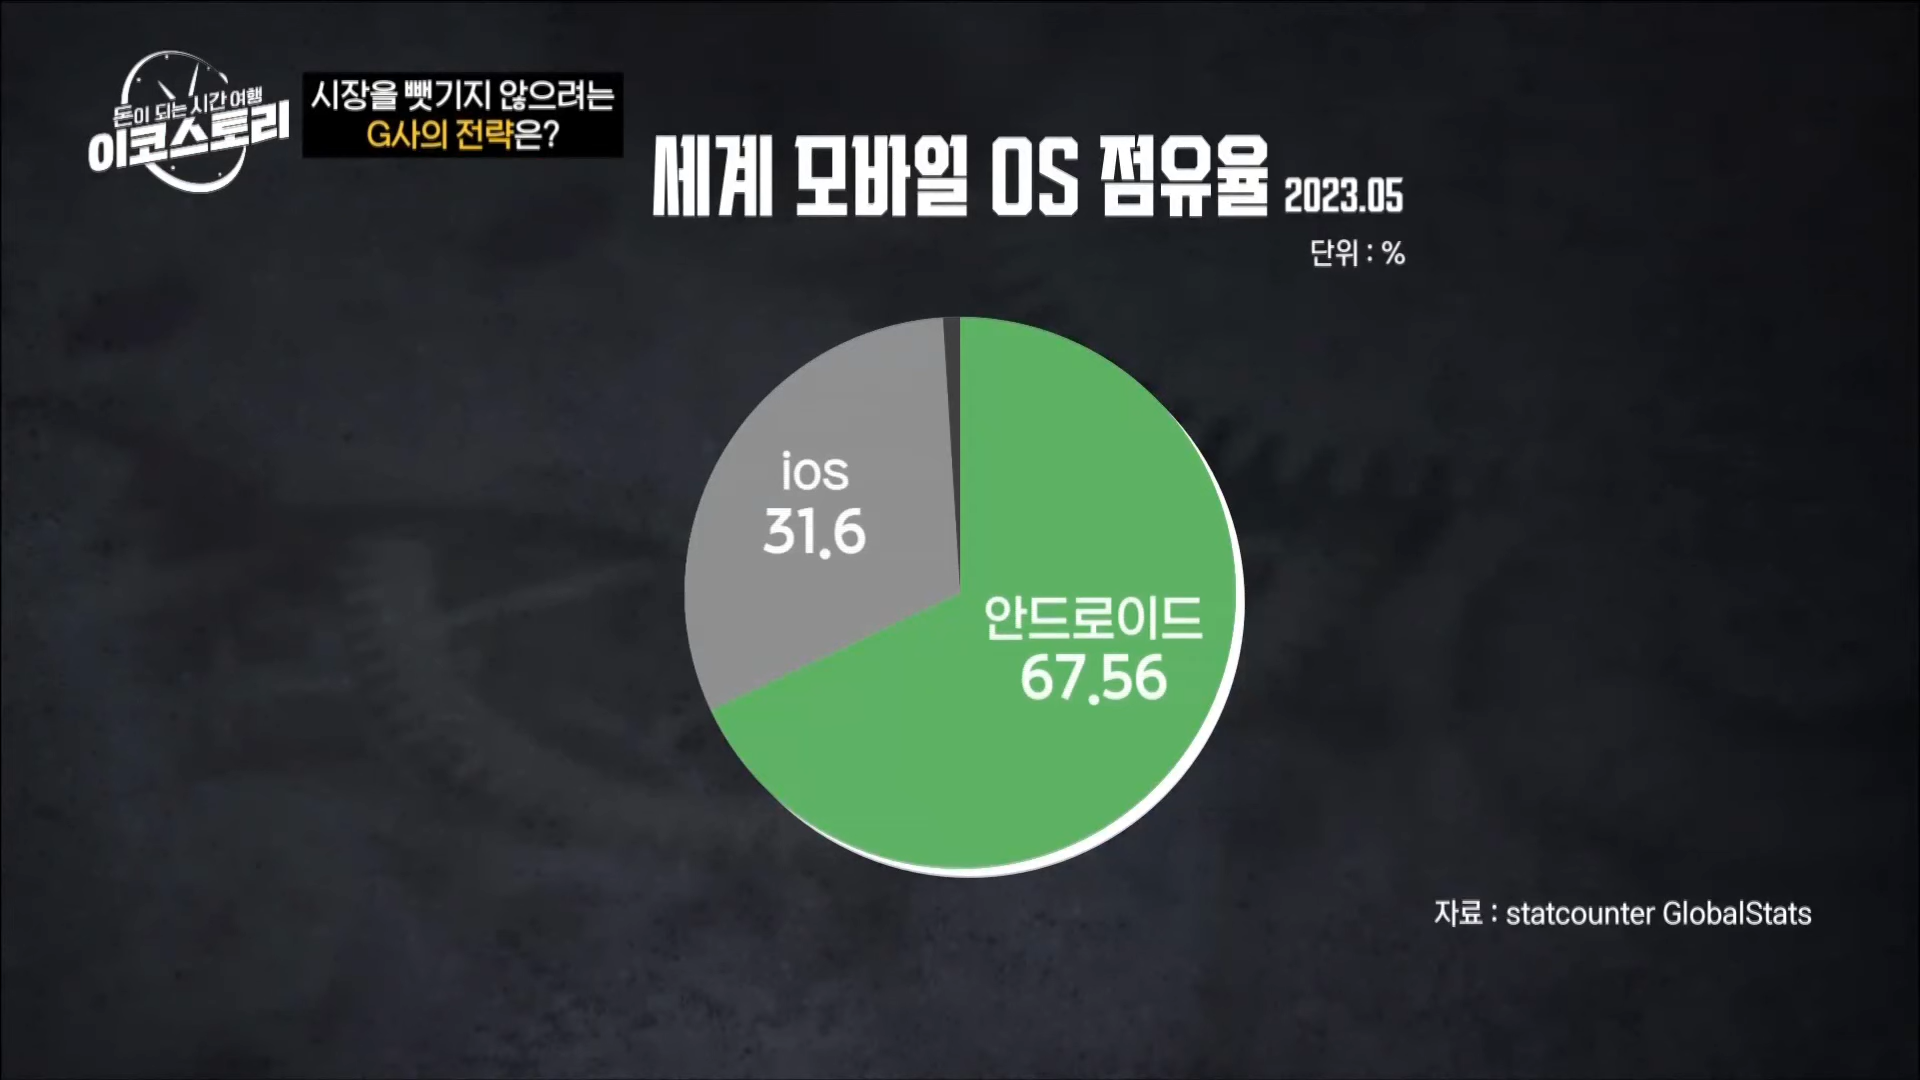 돈이 되는 시간 여행
이코스토리
시장을 뺏기지 않으려는
G사의 전략은?
세계 모바일 OS 점유율 2023.05
단위 : %
ios
31.6
안드로이드
67.56
자료 : statcounter GlobalStats